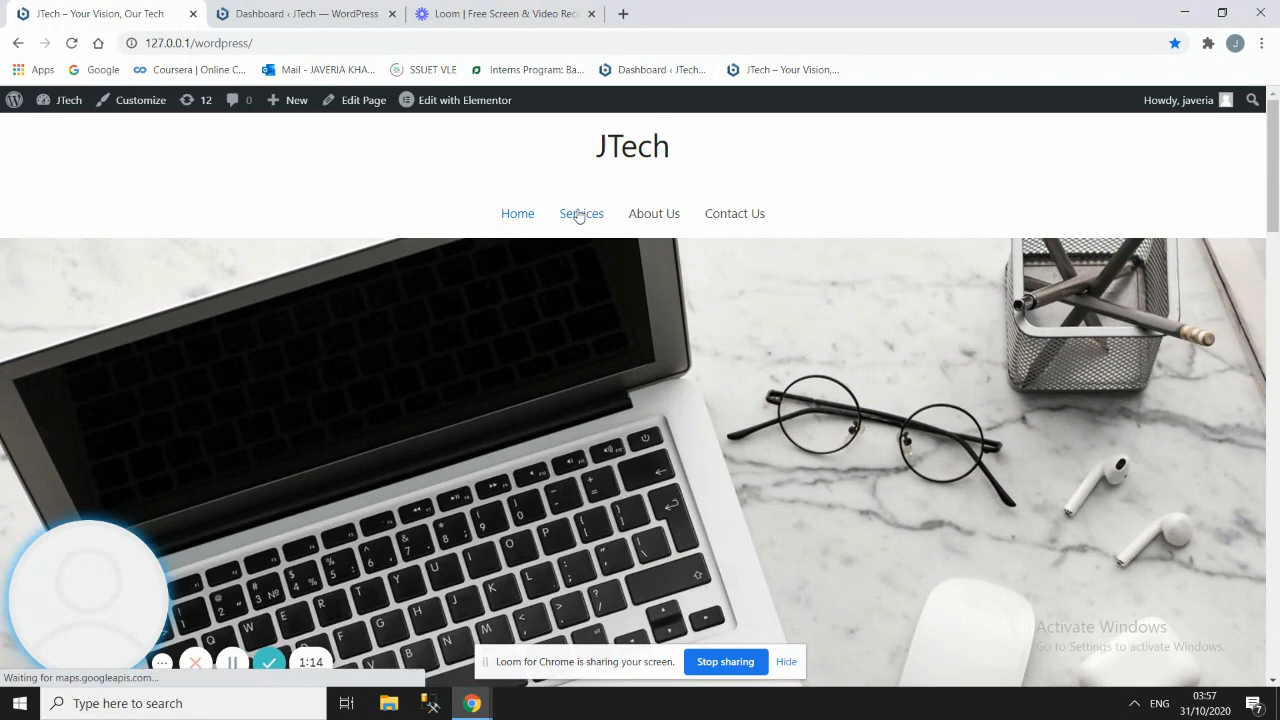 JTech – Your Vision, Our Tech
Dashboard ‹ JTech — WordPress
Loom | Free Screen & Video Rec
127.0.0.1/wordpress/
Apps
Google
Coursera | Online C...
Mail - JAVERIA KHA...
SSUET VLE
Interns Program: Ba...
Dashboard ‹ JTech...
JTech – Your Vision,...
JTech
Customize
12
0
New
Edit Page
Edit with Elementor
Howdy, javeria
JTech
Home
Services
About Us
Contact Us
Activate Windows
Go to Settings to activate Windows.
1:14
Loom for Chrome is sharing your screen.
Stop sharing
Hide
Waiting for maps.googleapis.com...
Type here to search
ENG
03:57
31/10/2020
7